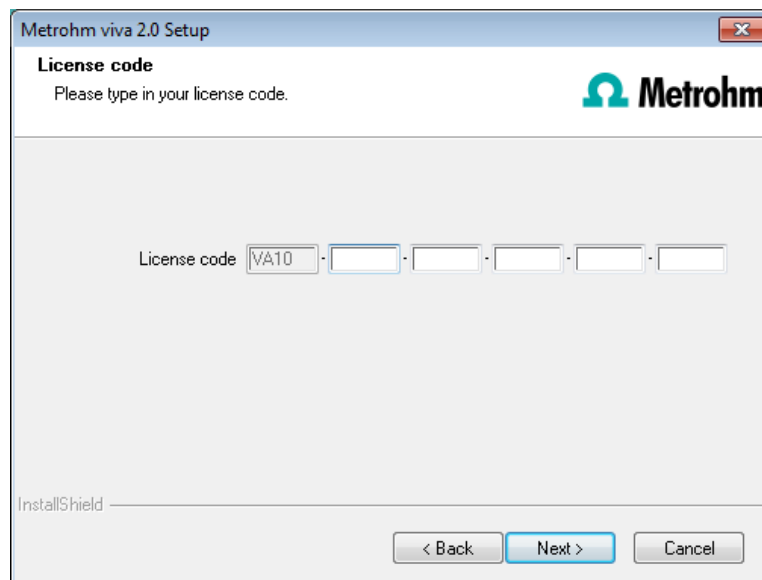 Metrohm viva 2.0 Setup
License code
Please type in your license code.
Metrohm
License code VA10 - - - - -
InstallShield
< Back Next > Cancel